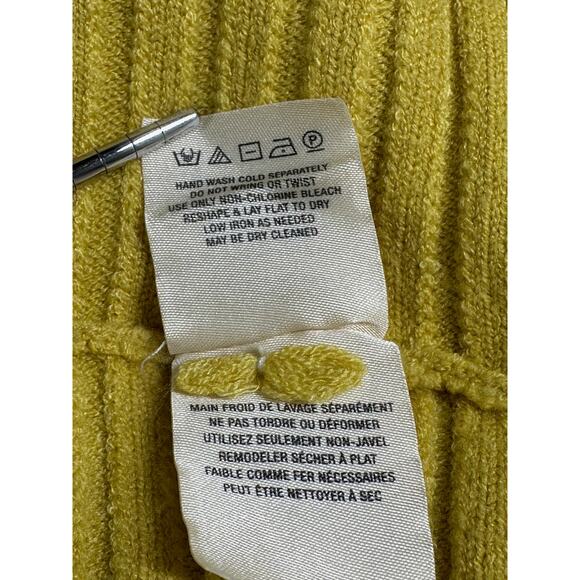 P
HAND WASH COLD SEPARATELY
DO NOT WRING OR TWIST
USE ONLY NON-CHLORINE BLEACH
RESHAPE & LAY FLAT TO DRY
LOW IRON AS NEEDED
MAY BE DRY CLEANED
MAIN FROID DE LAVAGE SÉPARÉMENT
NE PAS TORDRE OU DÉFORMER
UTILISEZ SEULEMENT NON-JAVEL
REMODELER SÉCHER À PLAT
FAIBLE COMME FER NÉCESSAIRES
PEUT ÊTRE NETTOYER À SEC